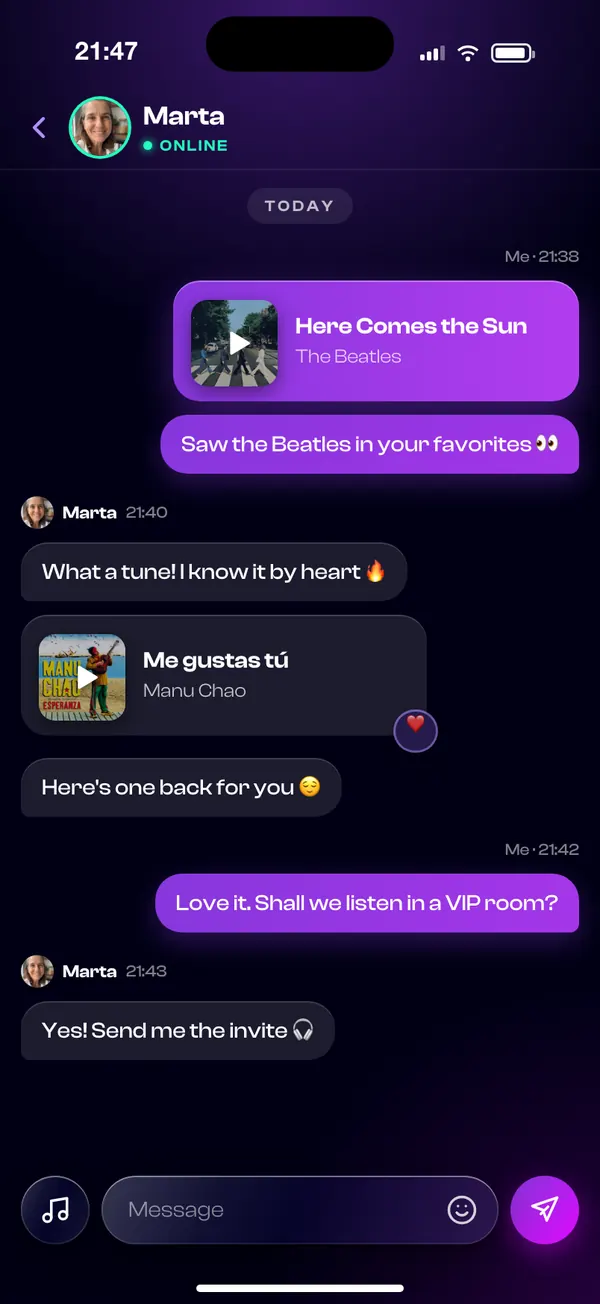 21:47
Marta
ONLINE
TODAY
Me · 21:38
Here Comes the Sun
The Beatles
Saw the Beatles in your favorites 👀
Marta 21:40
What a tune! I know it by heart 🔥
MANU
CHAO
ESPERANZA
Me gustas tú
Manu Chao
Here's one back for you 😌
Me · 21:42
Love it. Shall we listen in a VIP room?
Marta 21:43
Yes! Send me the invite 🎧
Message